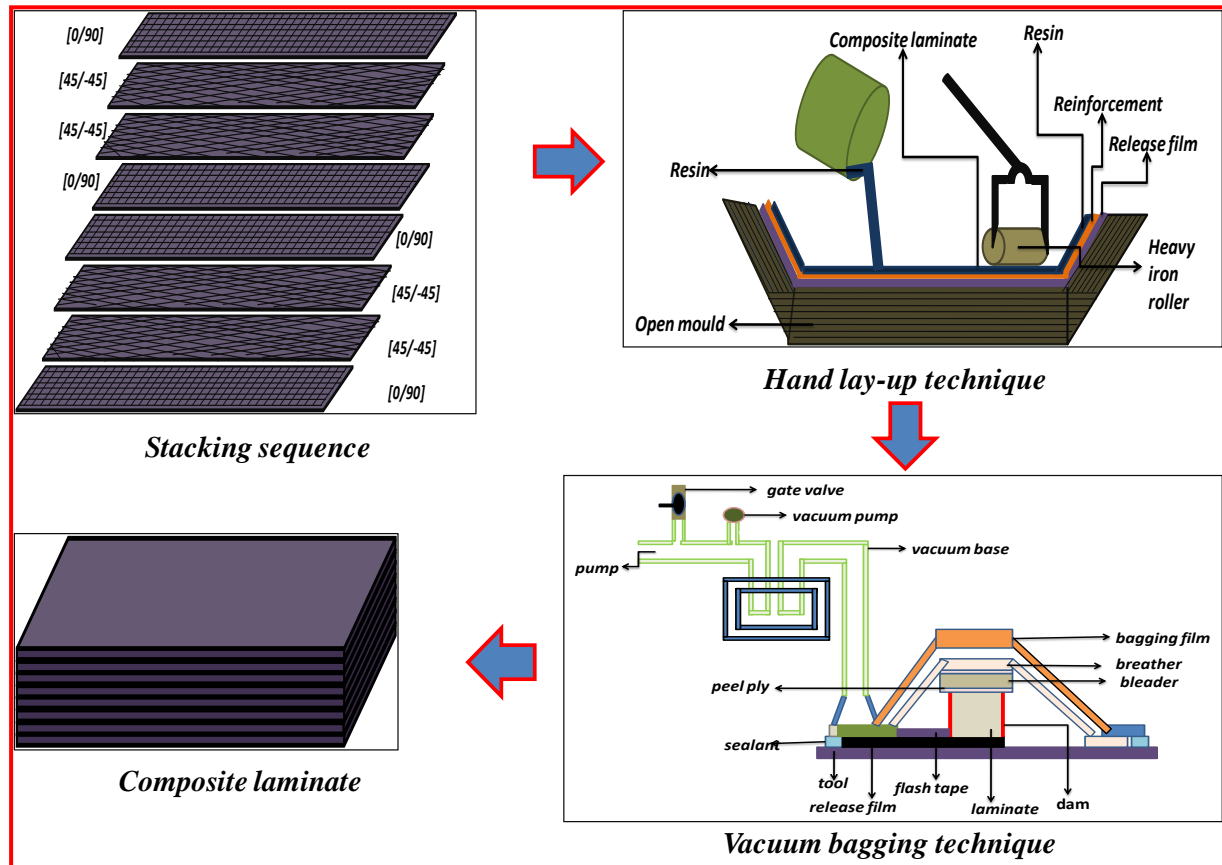 [0/90]
[45/-45]
[45/-45]
[0/90]
[0/90]
[45/-45]
[45/-45]
[0/90]
Stacking sequence
Composite laminate
Resin
Reinforcement
Release film
Resin
Heavy
iron
roller
Open mould
Hand lay-up technique
gate valve
vacuum pump
vacuum base
pump
bagging film
breather
bleader
peel ply
sealant
tool
flash tape
dam
release film
laminate
Vacuum bagging technique
Composite laminate